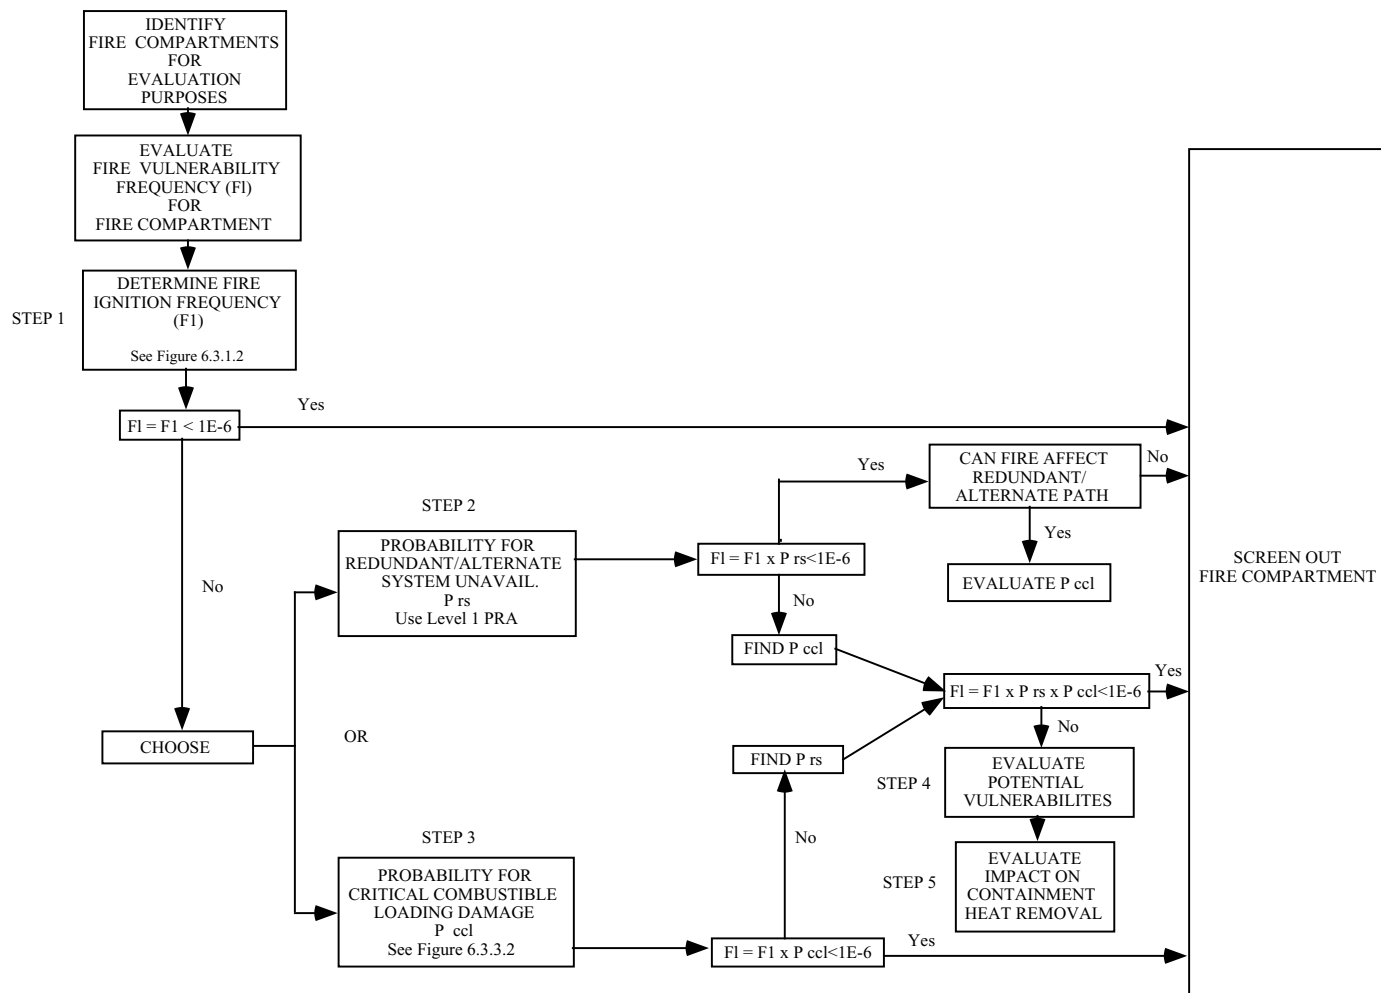 IDENTIFY
FIRE COMPARTMENTS
FOR
EVALUATION
PURPOSES
EVALUATE
FIRE VULNERABILITY
FREQUENCY (Fl)
FOR
FIRE COMPARTMENT
STEP 1
DETERMINE FIRE
IGNITION FREQUENCY
(F1)
See Figure 6.3.1.2
Fl = F1 < 1E-6
Yes
No
CHOOSE
OR
STEP 2
PROBABILITY FOR
REDUNDANT/ALTERNATE
SYSTEM UNAVAIL.
P rs
Use Level 1 PRA
Fl = F1 x P rs<1E-6
Yes
CAN FIRE AFFECT
REDUNDANT/
ALTERNATE PATH
No
Yes
EVALUATE P ccl
No
FIND P ccl
Fl = F1 x P rs x P ccl<1E-6
Yes
No
FIND P rs
STEP 4
EVALUATE
POTENTIAL
VULNERABILITES
STEP 5
EVALUATE
IMPACT ON
CONTAINMENT
HEAT REMOVAL
STEP 3
PROBABILITY FOR
CRITICAL COMBUSTIBLE
LOADING DAMAGE
P ccl
See Figure 6.3.3.2
No
Fl = F1 x P ccl<1E-6
Yes
SCREEN OUT
FIRE COMPARTMENT